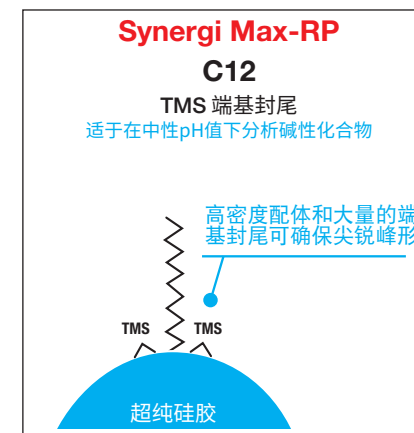 Synergi Max-RP
C12
TMS 端基封尾
适于在中性pH值下分析碱性化合物
高密度配体和大量的端
基封尾可确保尖锐峰形
TMS TMS
超纯硅胶